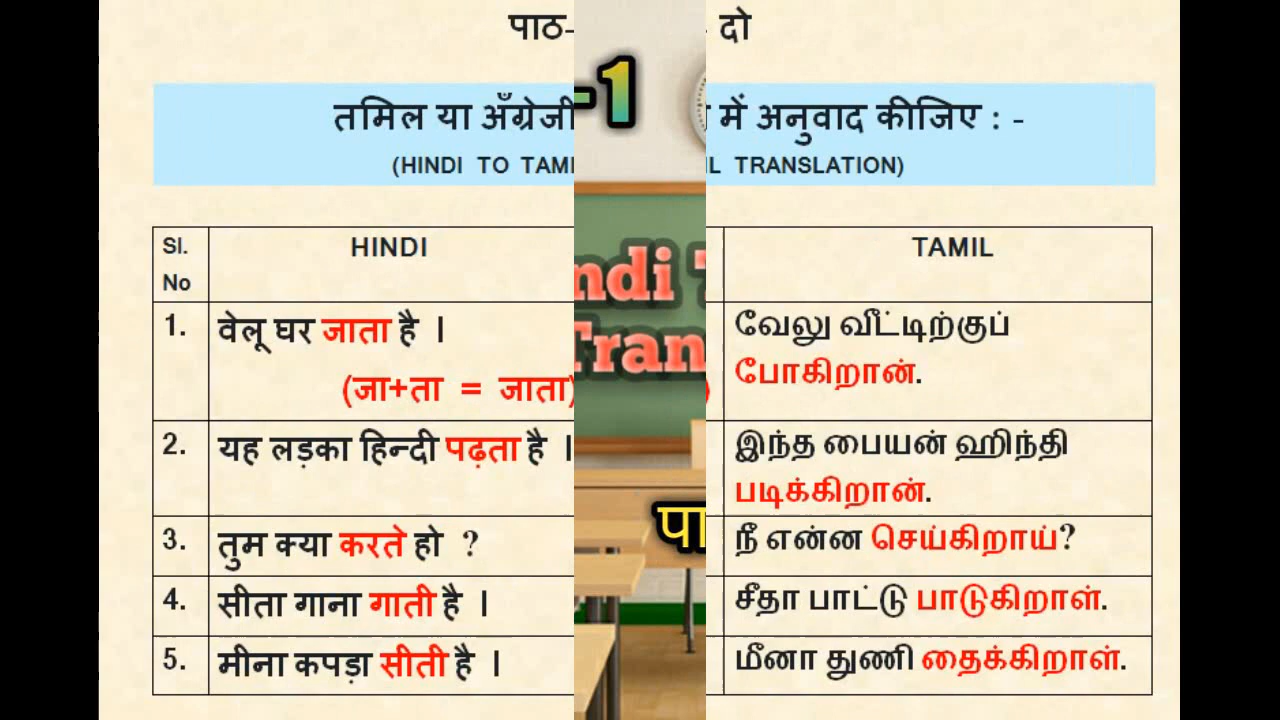 पाठ- दो
-1
तमिल या अँग्रेजी में अनुवाद कीजिए : -
(HINDI TO TAMI IL TRANSLATION)
Sl. No HINDI TAMIL
1. वेलू घर जाता है । வேலு வீட்டிற்குப்
(जा+ता = जाता) போகிறான்.
2. यह लड़का हिन्दी पढ़ता है । இந்த பையன் ஹிந்தி
படிக்கிறான்.
3. तुम क्या करते हो ? நீ என்ன செய்கிறாய்?
4. सीता गाना गाती है । சீதா பாட்டு பாடுகிறாள்.
5. मीना कपड़ा सीती है । மீனா துணி தைக்கிறாள்.
ndi
Tran
पा